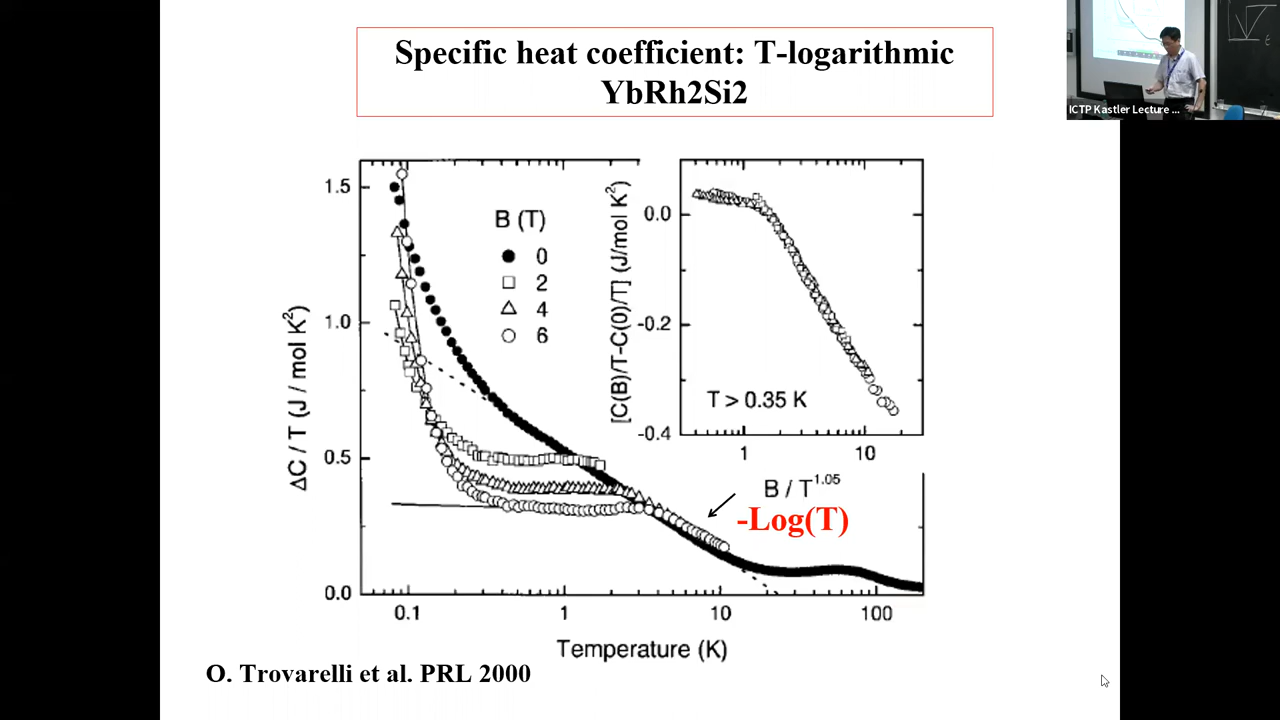 Specific heat coefficient: T-logarithmic
YbRh2Si2
ICTP Kastler Lecture ...
1.5
1.0
0.5
0.0
ΔC / T (J / mol K²)
B (T)
0
2
4
6
0.1
1
10
100
Temperature (K)
0.0
-0.2
-0.4
[C(B)/T-C(0)/T] (J/mol K²)
T > 0.35 K
1
10
B / T^1.05
-Log(T)
O. Trovarelli et al. PRL 2000